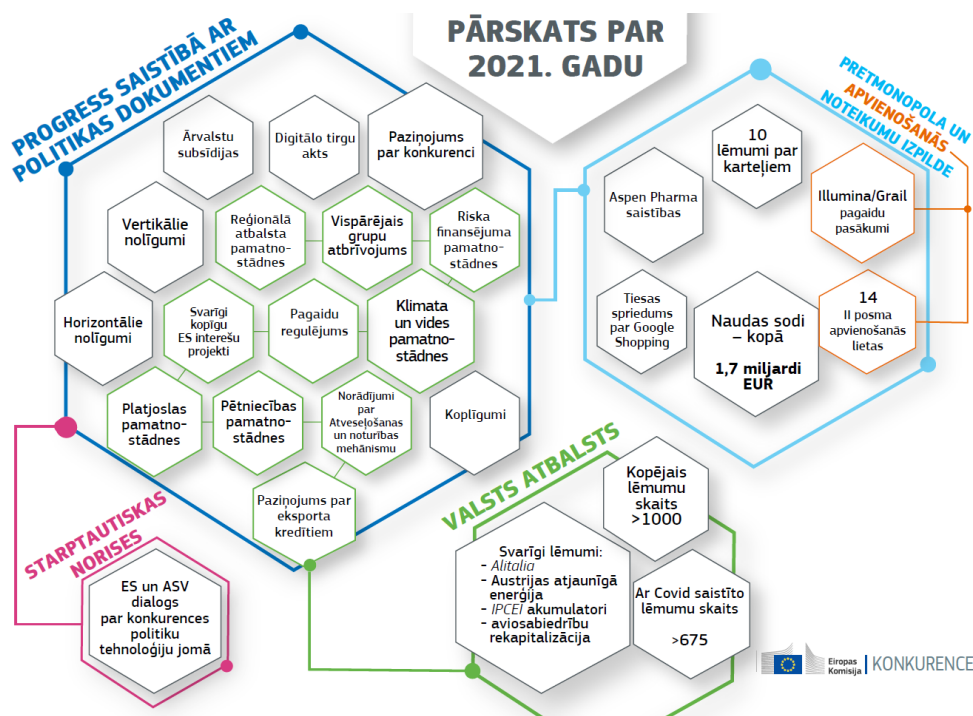 PĀRSKATS PAR
2021. GADU
PROGRESS SAISTĪBĀ AR
POLITIKAS DOKUMENTIEM
Ārvalstu
subsīdijas
Digitālo tirgu
akts
Paziņojums
par konkurenci
Vertikālie
nolīgumi
Reģionālā
atbalsta
pamatno-
stādnes
Vispārējais
grupu
atbrīvojums
Riska
finansējuma
pamatno-
stādnes
Horizontālie
nolīgumi
Svarīgi
kopīgu
ES interešu
projekti
Pagaidu
regulējums
Klimata
un vides
pamatno-
stādnes
Platjoslas
pamatno-
stādnes
Pētniecības
pamatno-
stādnes
Norādījumi
par
Atveseļošanas
un noturības
mehānismu
Koplīgumi
Paziņojums par
eksporta
kredītiem
PRETMONOPOLA UN
APVIENOŠANĀS
NOTEIKUMU IZPILDE
10
lēmumi par
karteļiem
Aspen Pharma
saistības
Illumina/Grail
pagaidu
pasākumi
Tiesas
spriedums
par Google
Shopping
Naudas sodi
– kopā
1,7 miljardi
EUR
14
II posma
apvienošanās
lietas
STARPTAUTISKAS
NORISES
ES un ASV
dialogs
par konkurences
politiku
tehnoloģiju jomā
VALSTS ATBALSTS
Kopējais
lēmumu
skaits
>1000
Svarīgi lēmumi:
- Alitalia
- Austrijas atjaunīgā
enerģija
- IPCEI akumulatori
- aviosabiedrību
rekapitalizācija
Ar Covid saistīto
lēmumu skaits
>675
Eiropas
Komisija
KONKURENCE